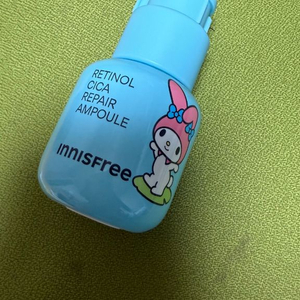 RETINOL
CICA
REPAIR
AMPOULE
INNISFree